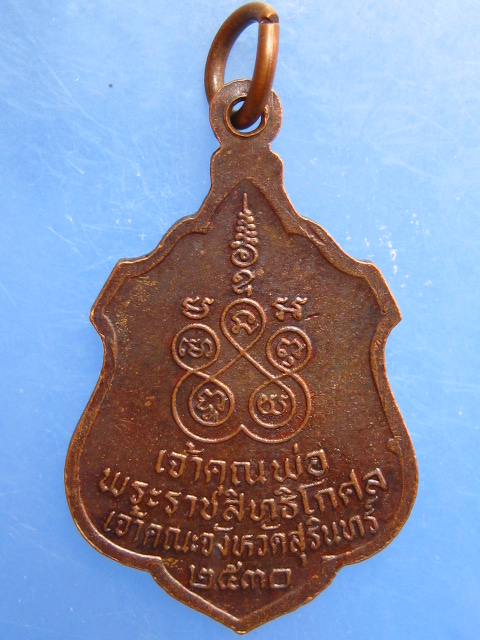 เจ้าคุณพ่อ
พระราชสิทธิโกศล
เจ้าคณะจังหวัดสุรินทร์
๒๕๓๐